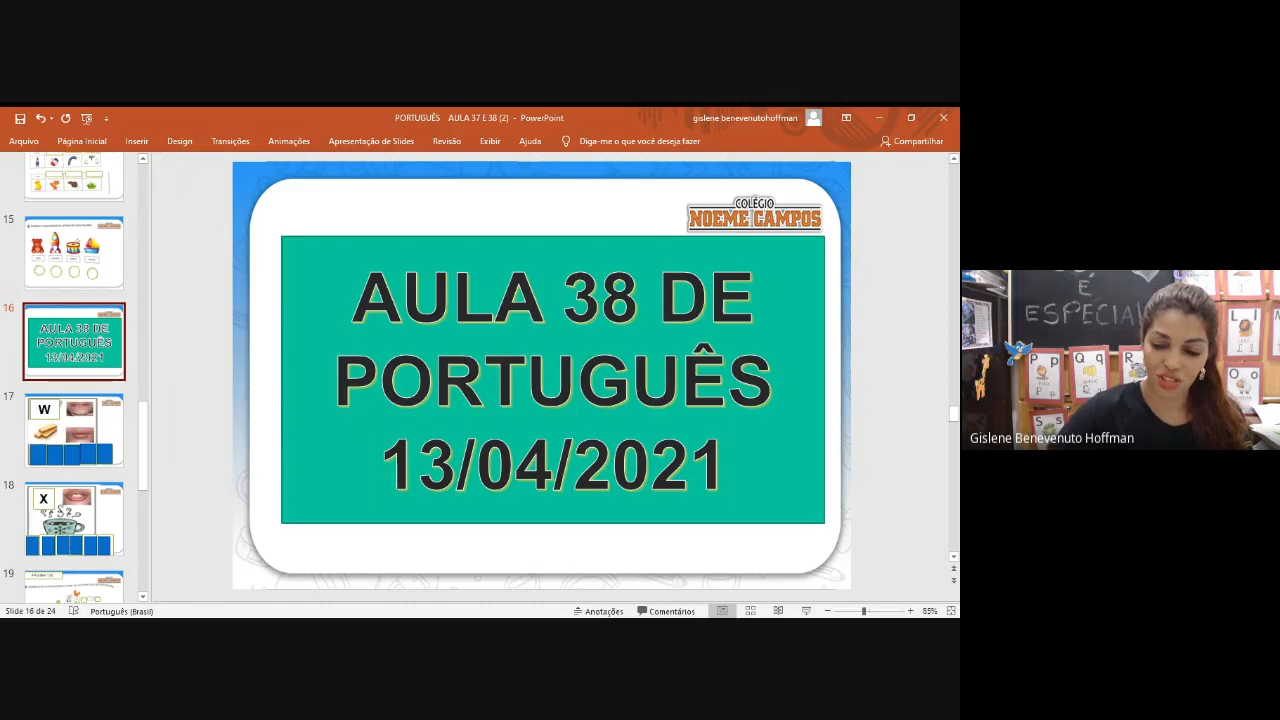 PORTUGUÊS AULA 37 E 38 (2) - PowerPoint
gislene benevenutohoffman
Arquivo Página Inicial Inserir Design Transições Animações Apresentação de Slides Revisão Exibir Ajuda Diga-me o que você deseja fazer Compartilhar
15
16
AULA 38 DE
PORTUGUÊS
13/04/2021
17
W
18
X
19
COLÉGIO
NOEME CAMPOS
AULA 38 DE
PORTUGUÊS
13/04/2021
Slide 16 de 24 Português (Brasil) Anotações Comentários 85%
É
ESPECIAL
P p
Q q
R
L l
O o
S s
Gislene Benevenuto Hoffman